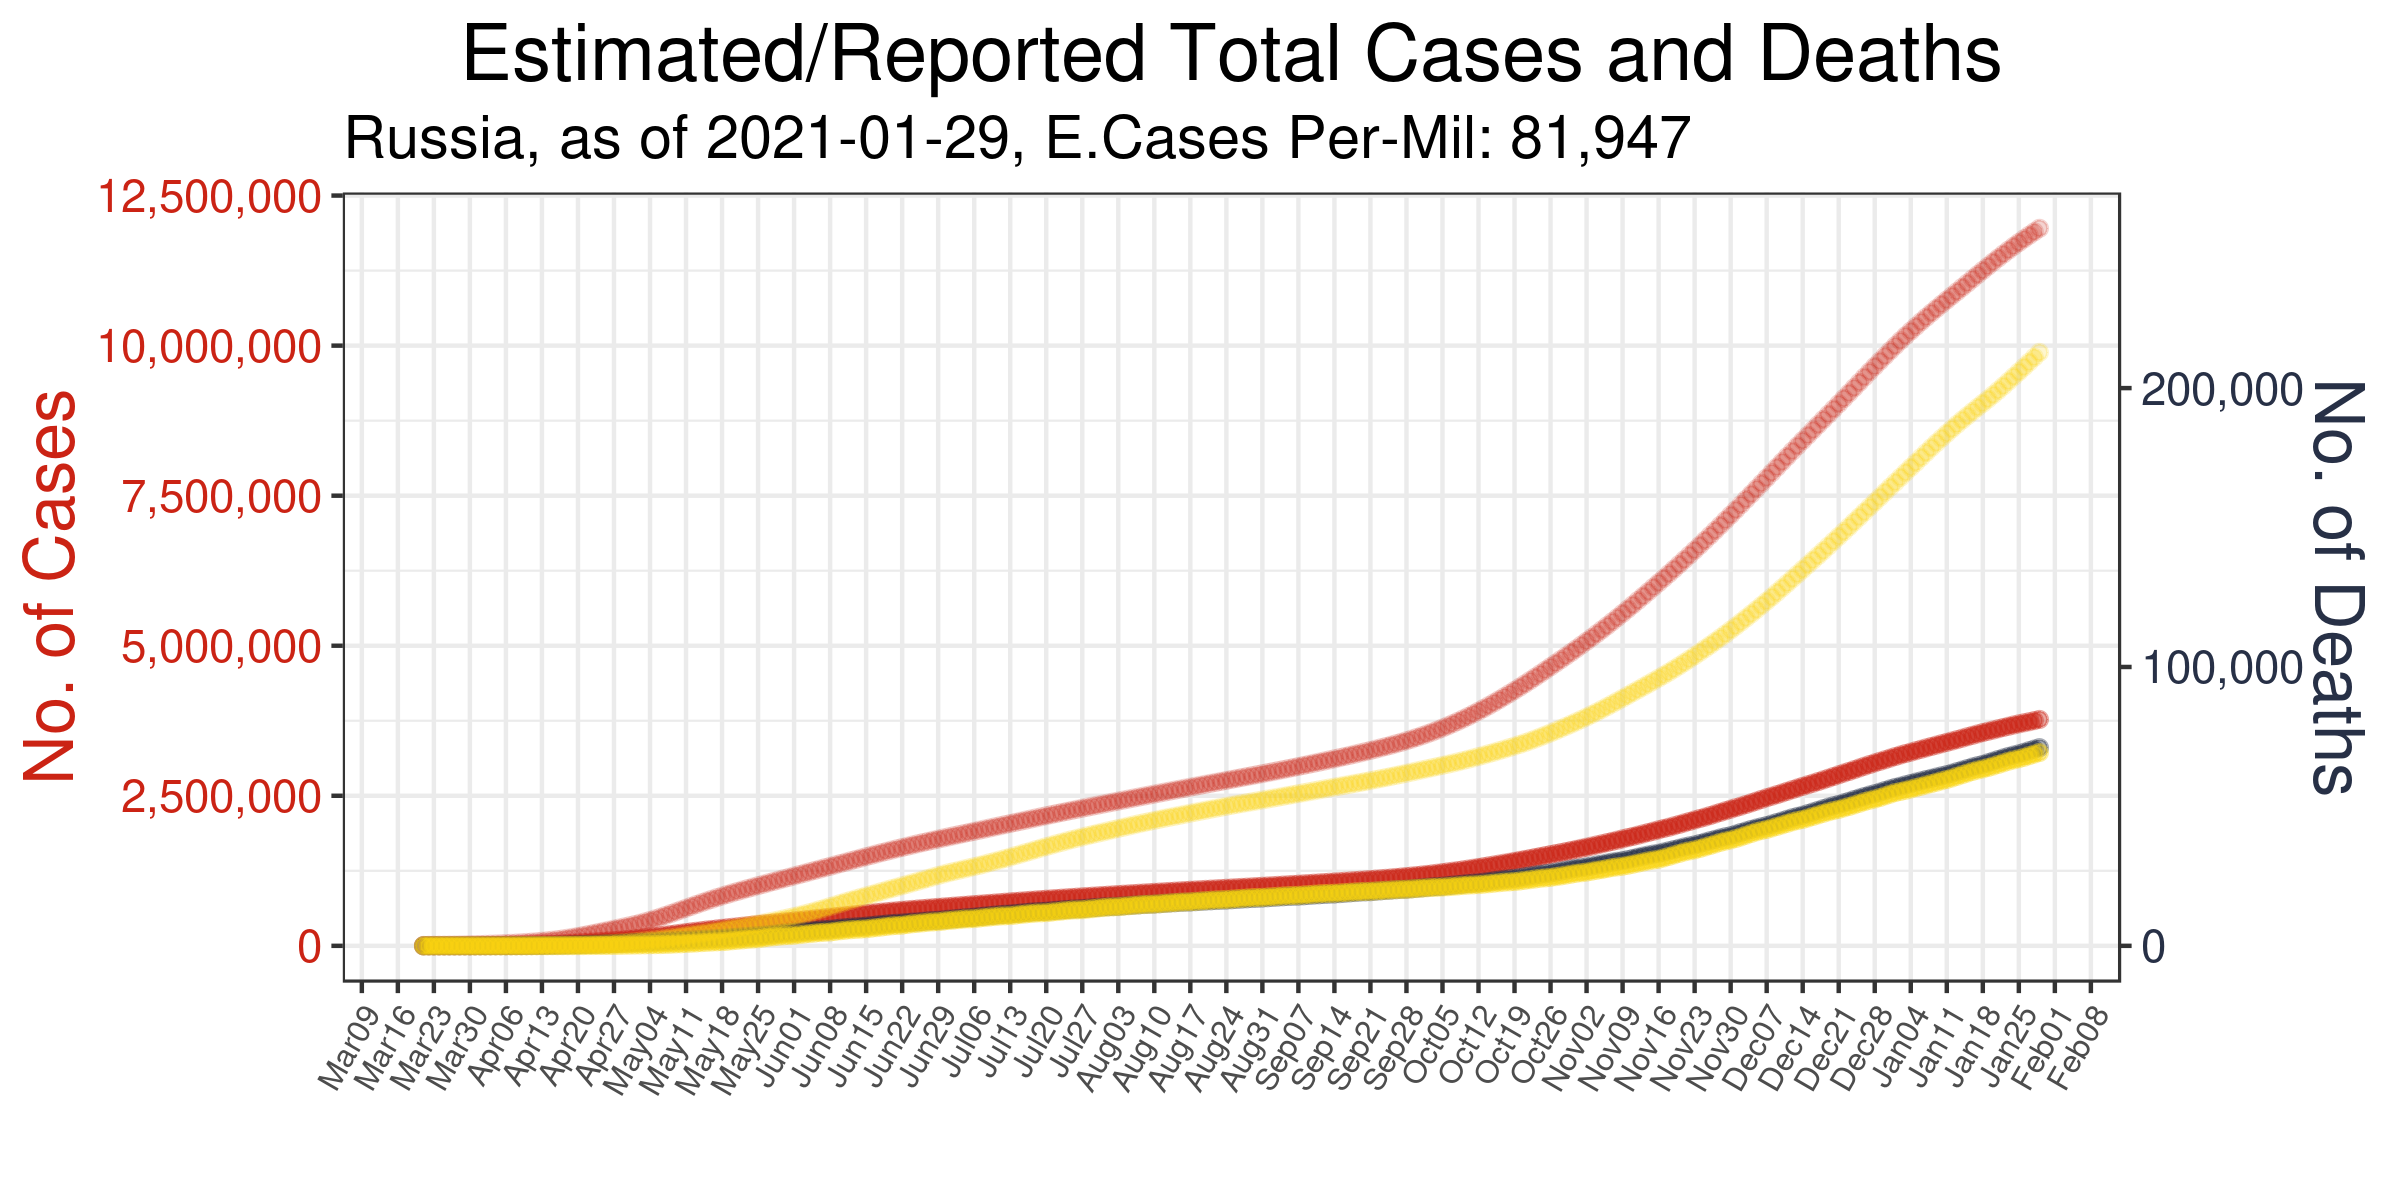 Estimated/Reported Total Cases and Deaths
Russia, as of 2021-01-29, E.Cases Per-Mil: 81,947
No. of Cases
12,500,000
10,000,000
7,500,000
5,000,000
2,500,000
0
No. of Deaths
200,000
100,000
0
Mar09
Mar16
Mar23
Mar30
Apr06
Apr13
Apr20
Apr27
May04
May11
May18
May25
Jun01
Jun08
Jun15
Jun22
Jun29
Jul06
Jul13
Jul20
Jul27
Aug03
Aug10
Aug17
Aug24
Aug31
Sep07
Sep14
Sep21
Sep28
Oct05
Oct12
Oct19
Oct26
Nov02
Nov09
Nov16
Nov23
Nov30
Dec07
Dec14
Dec21
Dec28
Jan04
Jan11
Jan18
Jan25
Feb01
Feb08